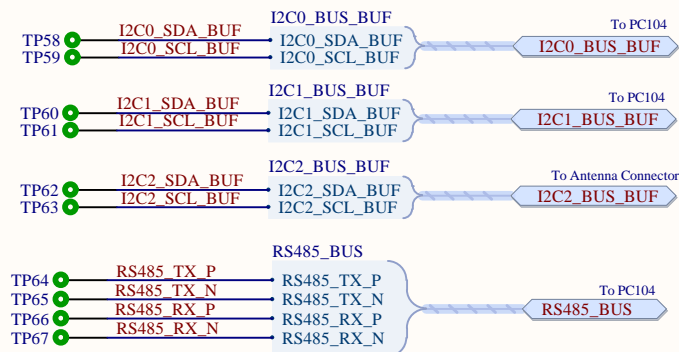 I2C0_BUS_BUF
To PC104
TP58 I2C0_SDA_BUF I2C0_SDA_BUF
TP59 I2C0_SCL_BUF I2C0_SCL_BUF
I2C0_BUS_BUF
I2C1_BUS_BUF
To PC104
TP60 I2C1_SDA_BUF I2C1_SDA_BUF
TP61 I2C1_SCL_BUF I2C1_SCL_BUF
I2C1_BUS_BUF
I2C2_BUS_BUF
To Antenna Connector
TP62 I2C2_SDA_BUF I2C2_SDA_BUF
TP63 I2C2_SCL_BUF I2C2_SCL_BUF
I2C2_BUS_BUF
RS485_BUS
TP64 RS485_TX_P RS485_TX_P
TP65 RS485_TX_N RS485_TX_N
TP66 RS485_RX_P RS485_RX_P
TP67 RS485_RX_N RS485_RX_N
To PC104
RS485_BUS